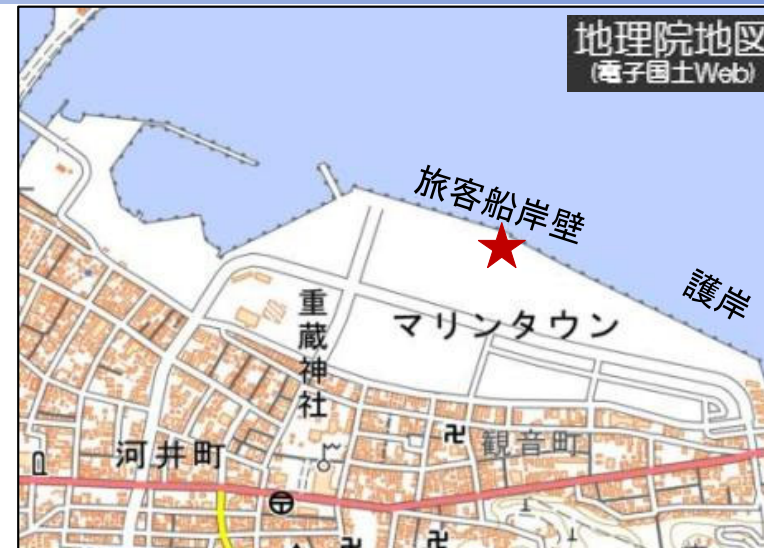 地理院地図
(電子国土Web)
旅客船岸壁
護岸
マリンタウン
重蔵神社
観音町
河井町